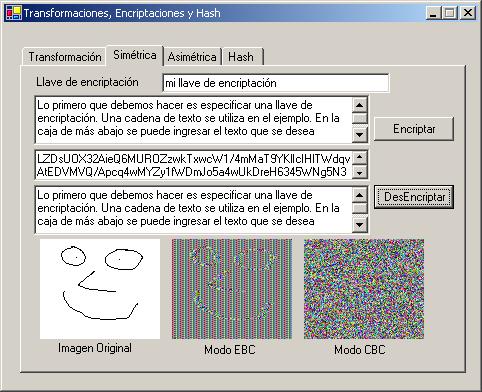 Transformaciones, Encriptaciones y Hash
Transformación Simétrica Asimétrica Hash
Llave de encriptación mi llave de encriptación
Lo primero que debemos hacer es especificar una llave de
encriptación. Una cadena de texto se utiliza en el ejemplo. En la
caja de más abajo se puede ingresar el texto que se desea
Encriptar
LZDsUOX32AieQ6MUROZzwkTxwcW1/4mMaT9YKIlclHlTWdqv
AtEDVMVQ/Apcq4wMYZy1fWDmJo5a4wUkDreH6345WNg5N3
Lo primero que debemos hacer es especificar una llave de
encriptación. Una cadena de texto se utiliza en el ejemplo. En la
caja de más abajo se puede ingresar el texto que se desea
DesEncriptar
Imagen Original Modo EBC Modo CBC